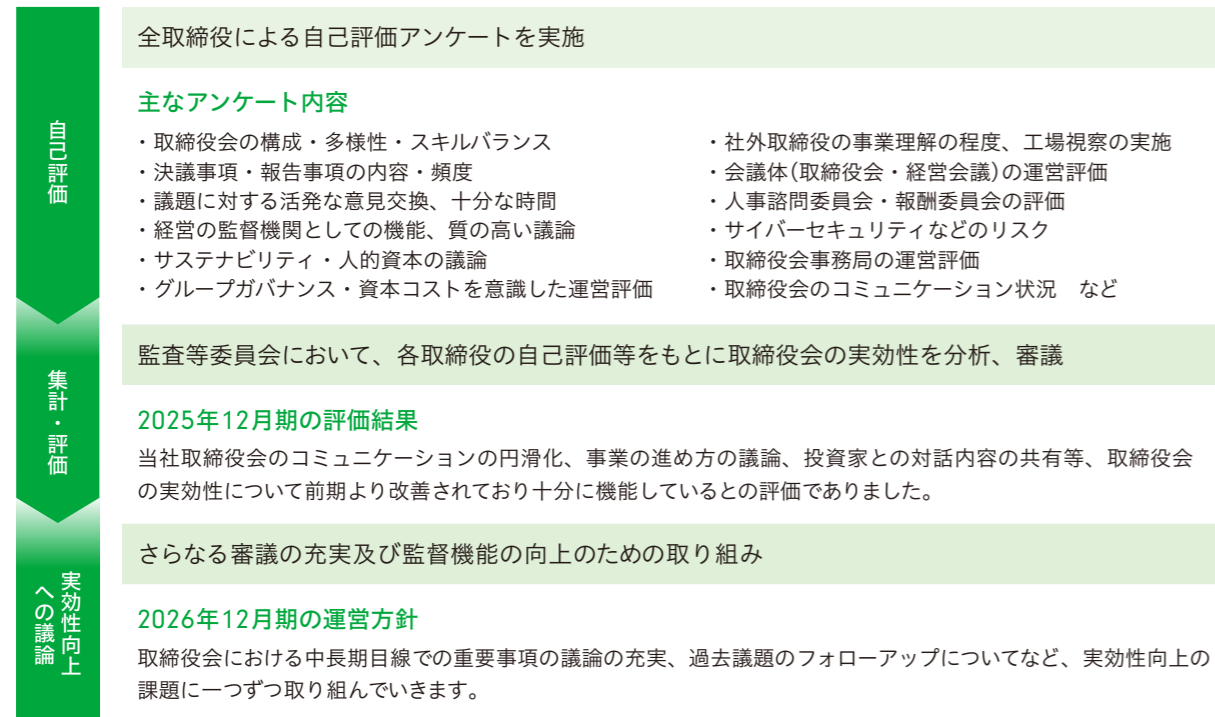 自己評価
全取締役による自己評価アンケートを実施
主なアンケート内容
・取締役会の構成・多様性・スキルバランス
・決議事項・報告事項の内容・頻度
・議題に対する活発な意見交換、十分な時間
・経営の監督機関としての機能、質の高い議論
・サステナビリティ・人的資本の議論
・グループガバナンス・資本コストを意識した運営評価
・社外取締役の事業理解の程度、工場視察の実施
・会議体(取締役会・経営会議)の運営評価
・人事諮問委員会・報酬委員会の評価
・サイバーセキュリティなどのリスク
・取締役会事務局の運営評価
・取締役会のコミュニケーション状況　など
集計・評価
監査等委員会において、各取締役の自己評価等をもとに取締役会の実効性を分析、審議
2025年12月期の評価結果
当社取締役会のコミュニケーションの円滑化、事業の進め方の議論、投資家との対話内容の共有等、取締役会
の実効性について前期より改善されており十分に機能しているとの評価でありました。
実効性向上
への議論
さらなる審議の充実及び監督機能の向上のための取り組み
2026年12月期の運営方針
取締役会における中長期目線での重要事項の議論の充実、過去議題のフォローアップについてなど、実効性向上の
課題に一つずつ取り組んでいきます。